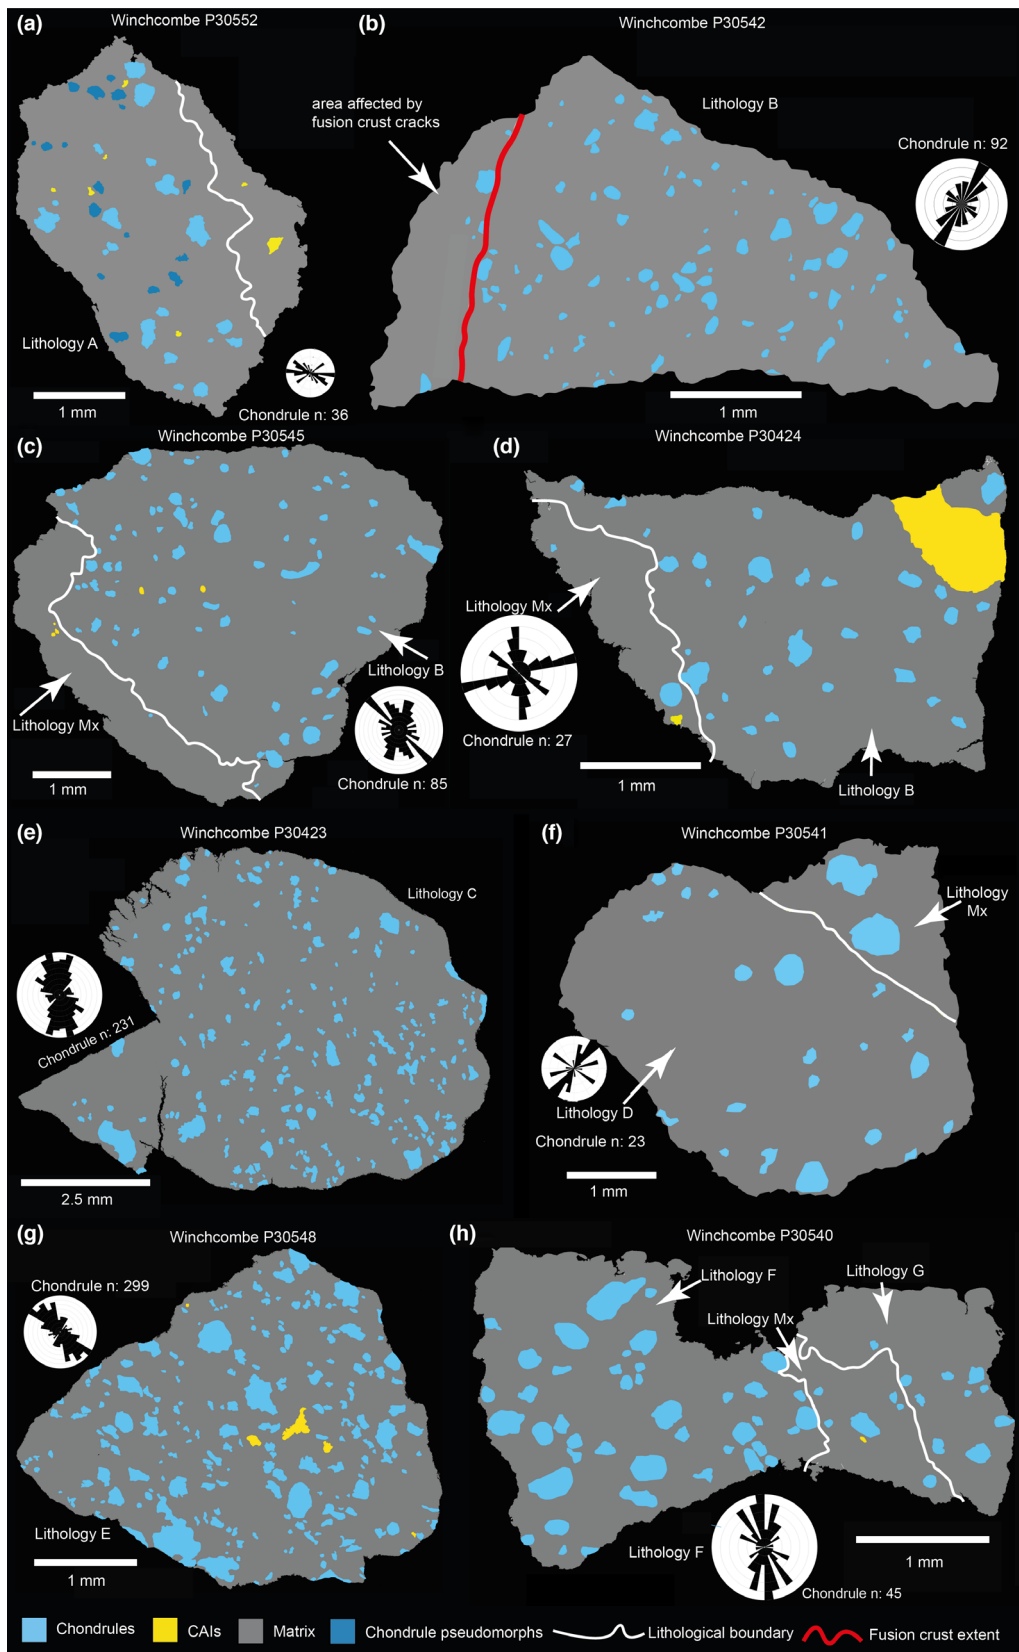 (a)
Winchcombe P30552
Lithology A
1 mm
Chondrule n: 36
(b)
Winchcombe P30542
area affected by
fusion crust cracks
Lithology B
Chondrule n: 92
1 mm
(c)
Winchcombe P30545
Lithology B
Lithology Mx
1 mm
Chondrule n: 85
(d)
Winchcombe P30424
Lithology Mx
Chondrule n: 27
1 mm
Lithology B
(e)
Winchcombe P30423
Lithology C
Chondrule n: 231
2.5 mm
(f)
Winchcombe P30541
Lithology
Mx
Lithology D
Chondrule n: 23
1 mm
(g)
Winchcombe P30548
Chondrule n: 299
Lithology E
1 mm
(h)
Winchcombe P30540
Lithology F
Lithology G
Lithology Mx
Lithology F
1 mm
Chondrule n: 45
Chondrules CAIs Matrix Chondrule pseudomorphs Lithological boundary Fusion crust extent